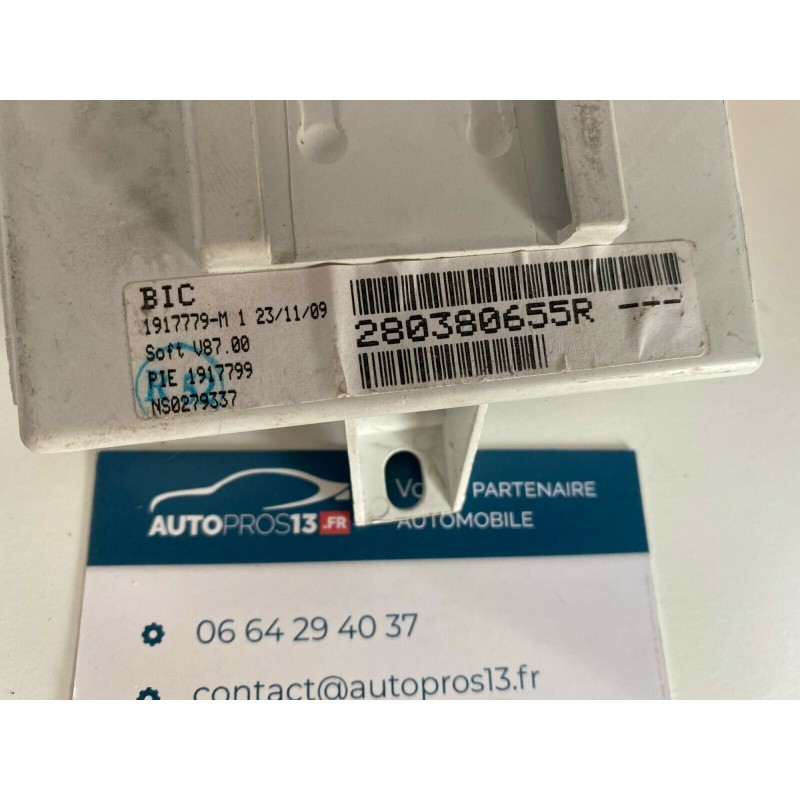 BIC
1917779-M 1 23/11/09
Soft V87.00
PIE 1917799
NS0279337
280380655R ---
AUTOPROS13.FR
PARTENAIRE
AUTOMOBILE
06 64 29 40 37
contact@autopros13.fr